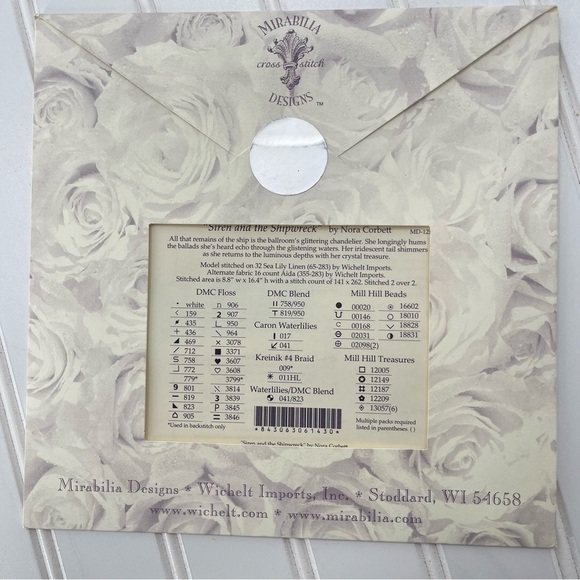 MIRABILIA
cross stitch
DESIGNS ™
"Siren and the Shipwreck" by Nora Corbett MD-12
All that remains of the ship is the ballroom's glittering chandelier. She longingly hums
the ballads she's heard echo through the glistening waters. Her iridescent tail shimmers
as she returns to the luminous depths with her crystal treasure.
Model stitched on 32 Sea Lily Linen (65-283) by Wichelt Imports.
Alternate fabric 16 count Aida (355-283) by Wichelt Imports.
Stitched area is 8.8" w x 16.4" h with a stitch count of 141 x 262. Stitched 2 over 2.
DMC Floss
• white n 906
< 159 2 907
435 ╲ 950
+ 436 \ 964
469 × 3078
/ 712 3371
S 758 ♥ 3607
⅃ 772 3608
779* 3799*
9 801 3814
— 819 3 3839
823 P 3845
905 = 3846
*Used in backstitch only
DMC Blend
II 758/950
T 819/950
Caron Waterlilies
I 017
041
Kreinik #4 Braid
009*
011HL
Waterlilies/DMC Blend
041/823
*843063061430*
Mill Hill Beads
● 00020 16602
U 00146 ○ 18010
C 00168 18828
02031 18831
⊕ 02098(2)
Mill Hill Treasures
12005
12149
12187
12209
13057(6)
Multiple packs required
listed in parentheses. ( )
"Siren and the Shipwreck" by Nora Corbett
Mirabilia Designs * Wichelt Imports, Inc. * Stoddard, WI 54658
www.wichelt.com * www.mirabilia.com